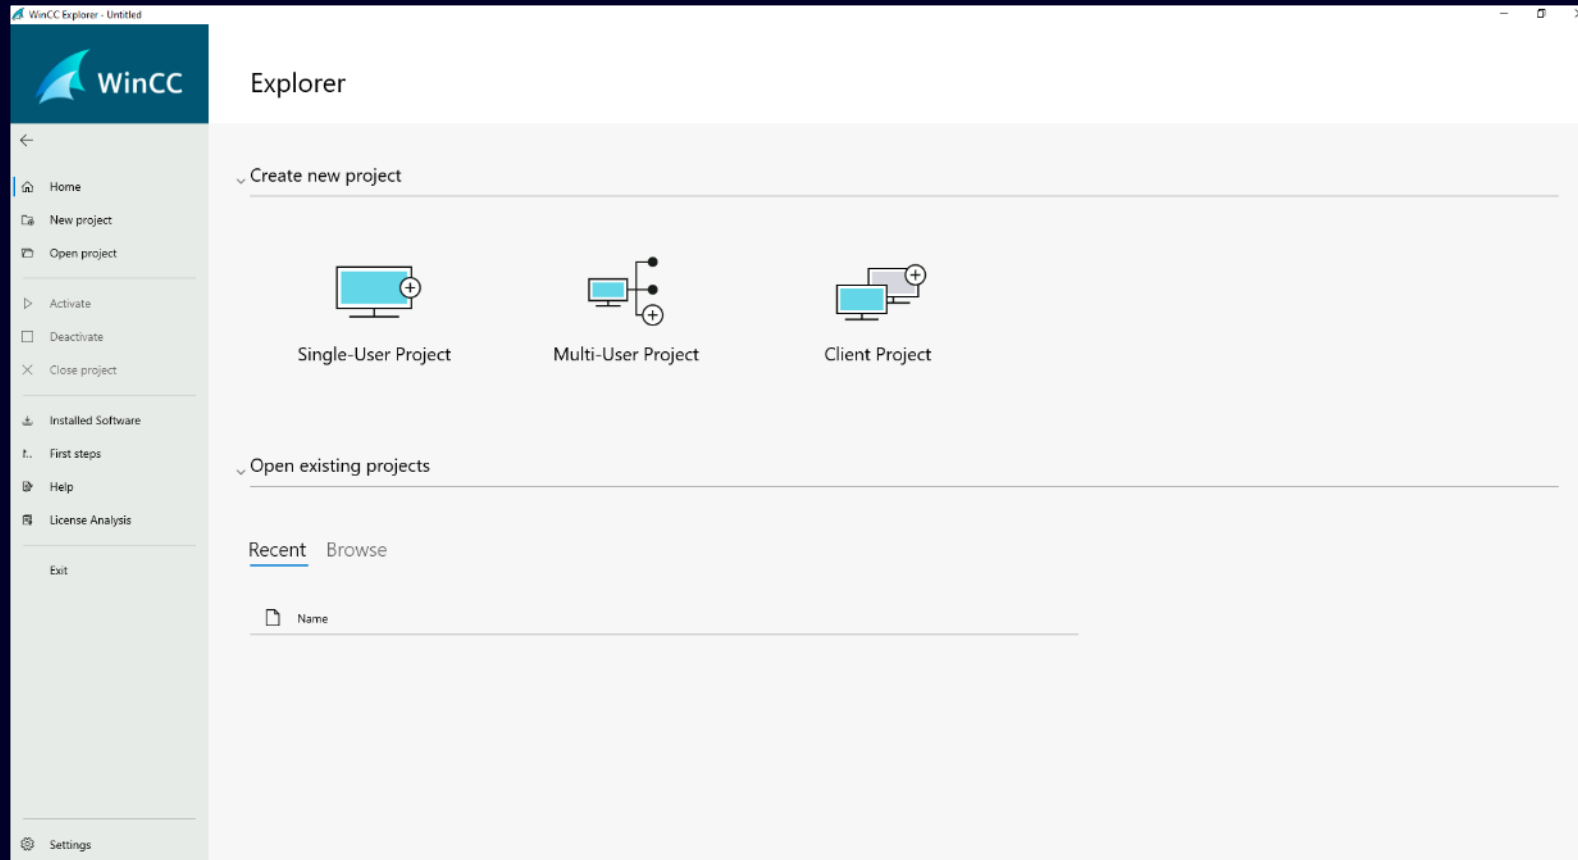 WinCC Explorer - Untitled
WinCC
Explorer
Home
New project
Open project
Activate
Deactivate
Close project
Installed Software
First steps
Help
License Analysis
Exit
Settings
Create new project
Single-User Project
Multi-User Project
Client Project
Open existing projects
Recent Browse
Name